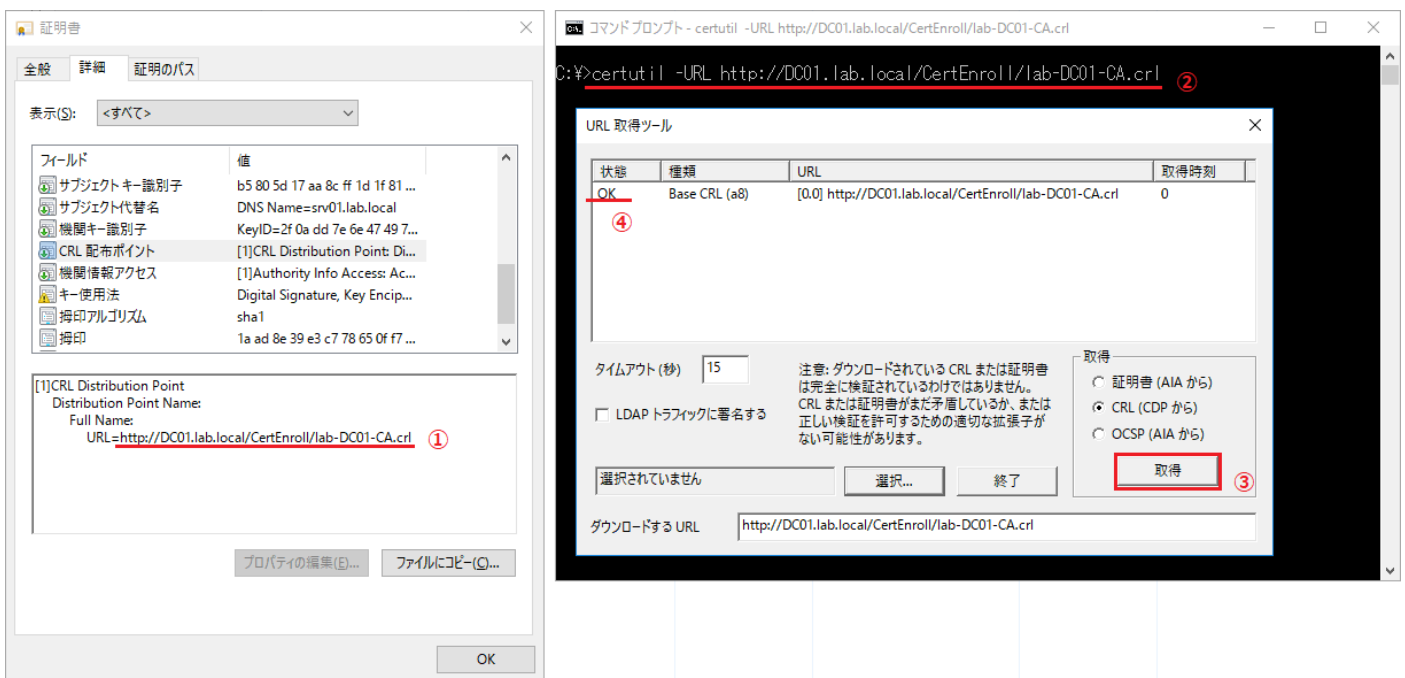 証明書
全般 詳細 証明のパス
表示(S): <すべて>
フィールド 値
サブジェクト キー識別子 b5 80 5d 17 aa 8c ff 1d 1f 81 ...
サブジェクト代替名 DNS Name=srv01.lab.local
機関キー識別子 KeyID=2f 0a dd 7e 6e 47 49 7...
CRL 配布ポイント [1]CRL Distribution Point: Di...
機関情報アクセス [1]Authority Info Access: Ac...
キー使用法 Digital Signature, Key Encip...
拇印アルゴリズム sha1
拇印 1a ad 8e 39 e3 c7 78 65 0f f7 ...
[1]CRL Distribution Point
Distribution Point Name:
Full Name:
URL=http://DC01.lab.local/CertEnroll/lab-DC01-CA.crl ①
プロパティの編集(E)... ファイルにコピー(C)...
OK
コマンド プロンプト - certutil -URL http://DC01.lab.local/CertEnroll/lab-DC01-CA.crl
C:¥>certutil -URL http://DC01.lab.local/CertEnroll/lab-DC01-CA.crl ②
URL 取得ツール
状態 種類 URL 取得時刻
OK Base CRL (a8) [0.0] http://DC01.lab.local/CertEnroll/lab-DC01-CA.crl 0
④
タイムアウト (秒) 15
LDAP トラフィックに署名する
注意: ダウンロードされている CRL または証明書
は完全に検証されているわけではありません。
CRL または証明書がまだ矛盾しているか、または
正しい検証を許可するための適切な拡張子が
ない可能性があります。
取得
証明書 (AIA から)
CRL (CDP から)
OCSP (AIA から)
取得 ③
選択されていません 選択... 終了
ダウンロードする URL http://DC01.lab.local/CertEnroll/lab-DC01-CA.crl